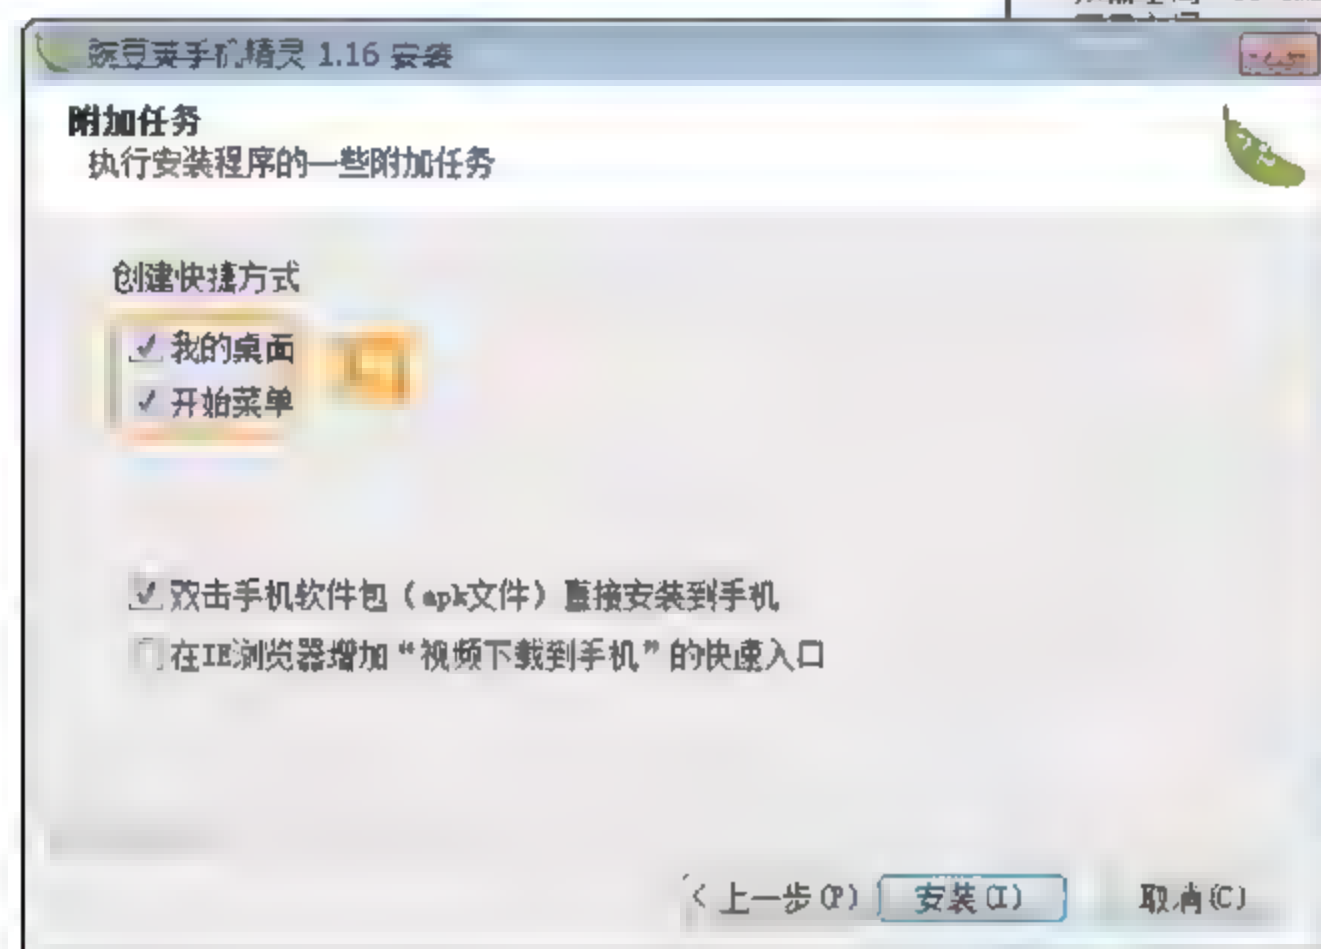 豌豆荚手机精灵 1.16 安装
附加任务
执行安装程序的一些附加任务
创建快捷方式
我的桌面
开始菜单
双击手机软件包（apk文件）直接安装到手机
在IE浏览器增加“视频下载到手机”的快速入口
< 上一步(P)
安装(I)
取消(C)